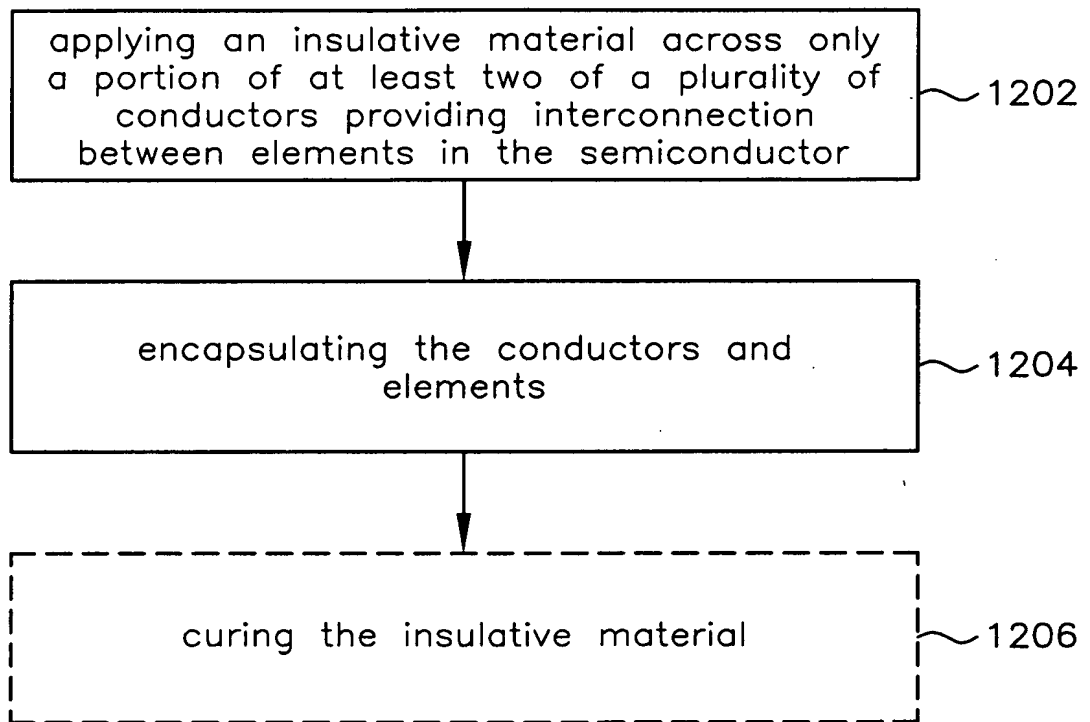 applying an insulative material across only
a portion of at least two of a plurality of
conductors providing interconnection
between elements in the semiconductor
1202
encapsulating the conductors and
elements
1204
curing the insulative material
1206